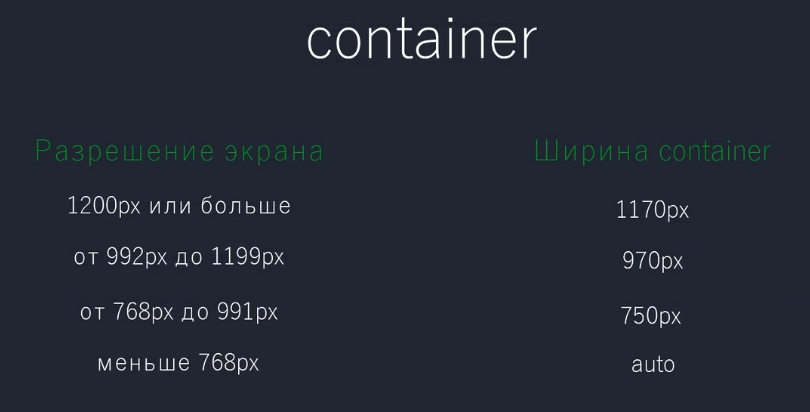 container
Разрешение экрана Ширина container
1200px или больше 1170px
от 992px до 1199px 970px
от 768px до 991px 750px
меньше 768px auto